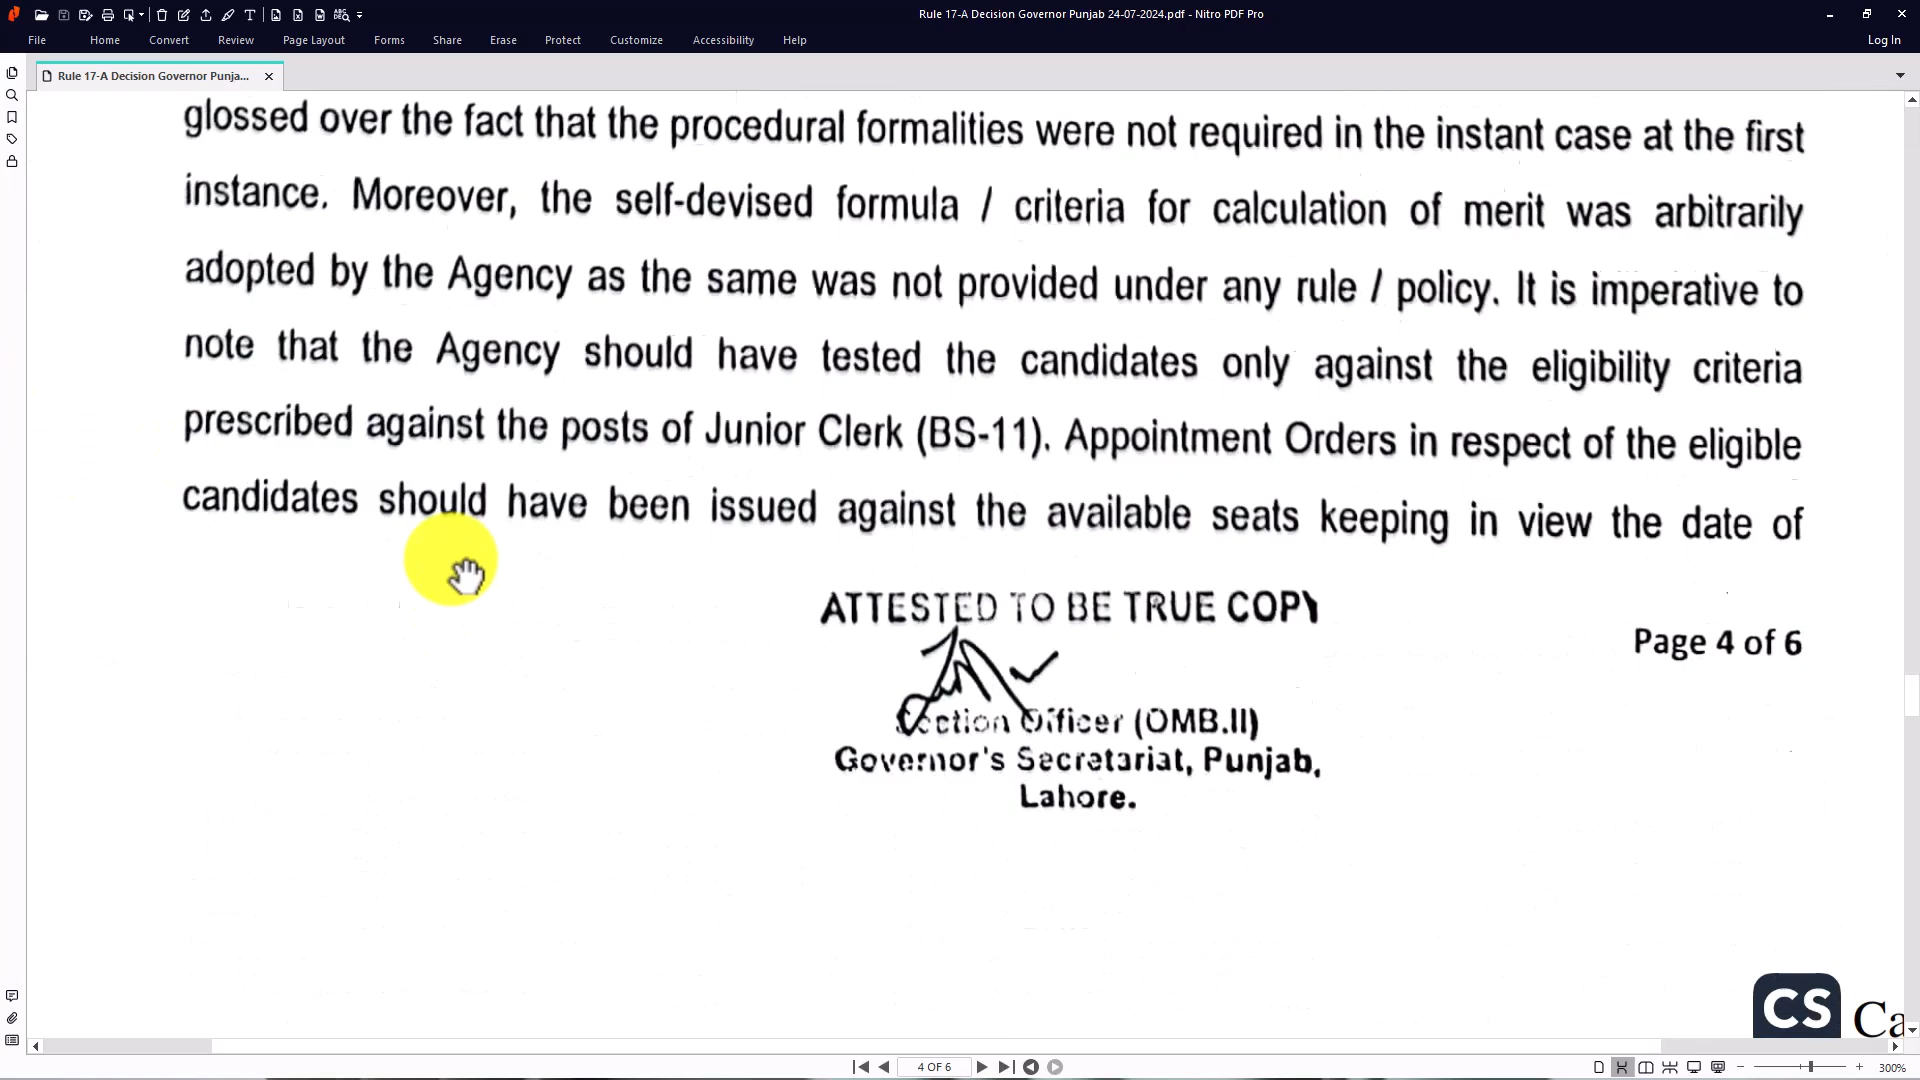 Rule 17-A Decision Governor Punjab 24-07-2024.pdf - Nitro PDF Pro
File Home Convert Review Page Layout Forms Share Erase Protect Customize Accessibility Help Log In
Rule 17-A Decision Governor Punja...
glossed over the fact that the procedural formalities were not required in the instant case at the first
instance. Moreover, the self-devised formula / criteria for calculation of merit was arbitrarily
adopted by the Agency as the same was not provided under any rule / policy. It is imperative to
note that the Agency should have tested the candidates only against the eligibility criteria
prescribed against the posts of Junior Clerk (BS-11). Appointment Orders in respect of the eligible
candidates should have been issued against the available seats keeping in view the date of
ATTESTED TO BE TRUE COPY
Page 4 of 6
Section Officer (OMB.II)
Governor's Secretariat, Punjab,
Lahore.
CS Ca
4 OF 6
300%